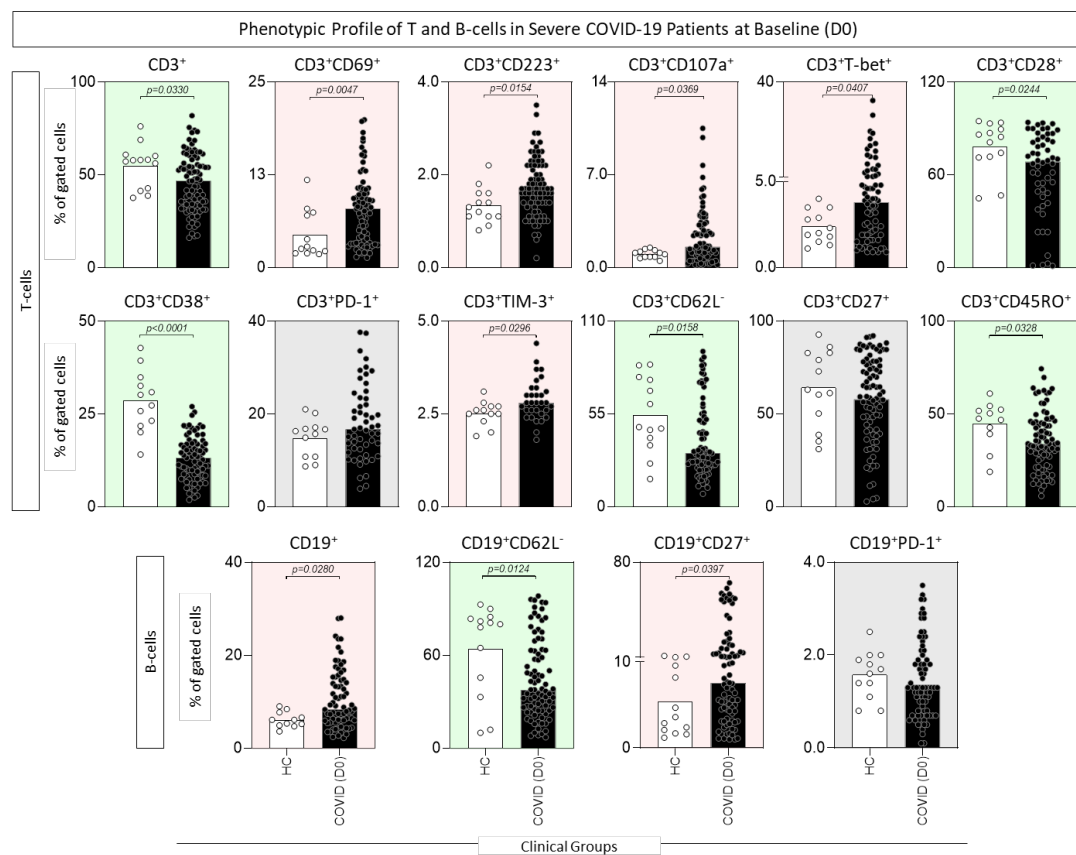 Phenotypic Profile of T and B-cells in Severe COVID-19 Patients at Baseline (D0)
T-cells
% of gated cells
CD3⁺
100
50
0
p=0.0330
CD3⁺CD69⁺
25
13
0
p=0.0047
CD3⁺CD223⁺
4.0
2.0
0.0
p=0.0154
CD3⁺CD107a⁺
14
7.0
0.0
p=0.0369
CD3⁺T-bet⁺
40
5.0
0
p=0.0407
CD3⁺CD28⁺
120
60
0
p=0.0244
% of gated cells
CD3⁺CD38⁺
50
25
0
p<0.0001
CD3⁺PD-1⁺
40
20
0
CD3⁺TIM-3⁺
5.0
2.5
0.0
p=0.0296
CD3⁺CD62L⁻
110
55
0
p=0.0158
CD3⁺CD27⁺
100
50
0
CD3⁺CD45RO⁺
100
50
0
p=0.0328
B-cells
% of gated cells
CD19⁺
40
20
0
p=0.0280
HC
COVID (D0)
CD19⁺CD62L⁻
120
60
0
p=0.0124
HC
COVID (D0)
CD19⁺CD27⁺
80
10
0
p=0.0397
HC
COVID (D0)
CD19⁺PD-1⁺
4.0
2.0
0.0
HC
COVID (D0)
Clinical Groups